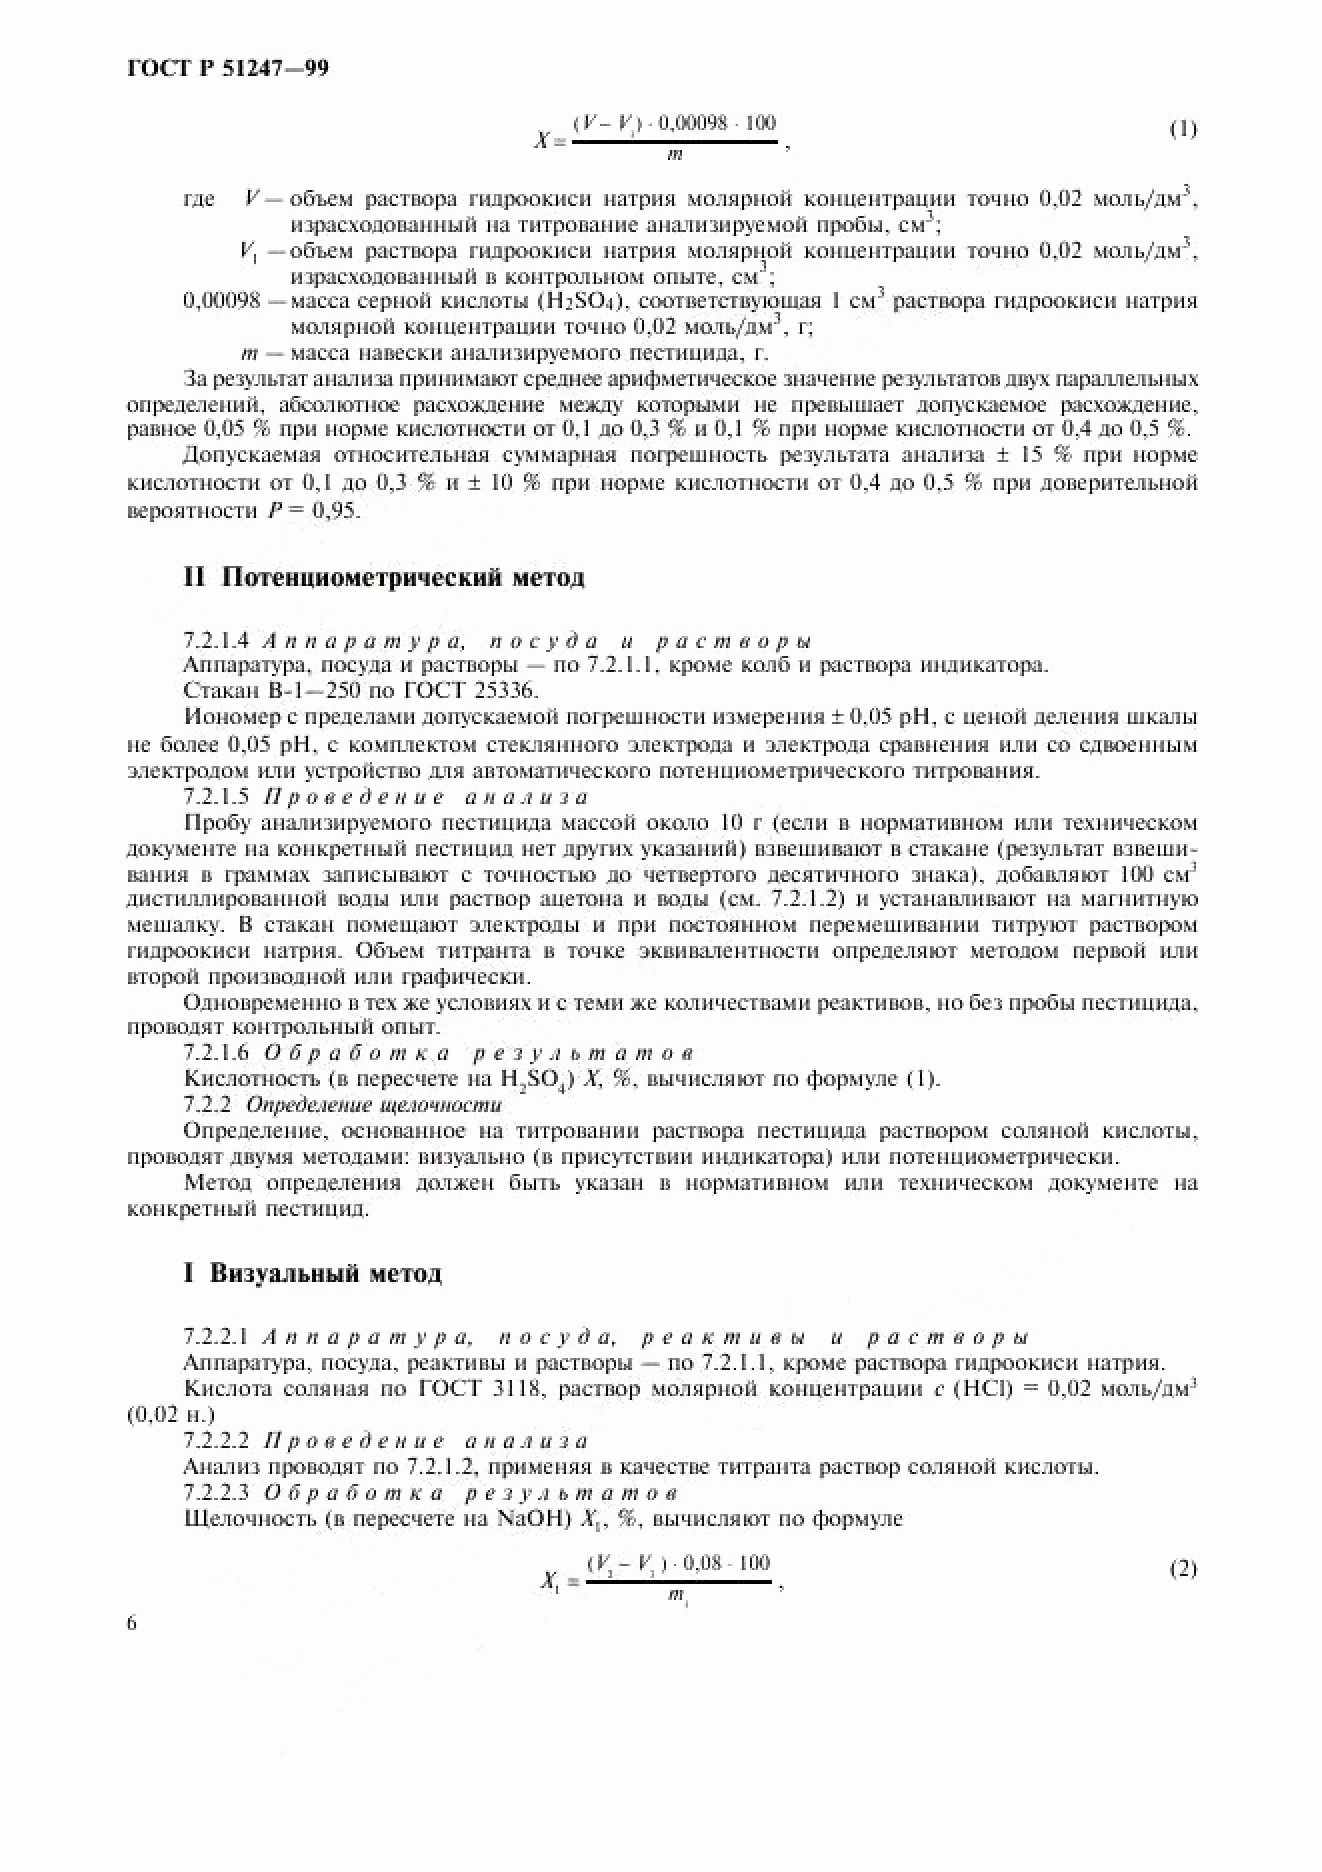 ГОСТ Р 51247—99
X = (V – V₁) · 0,00098 · 100 / m , (1)
где V — объем раствора гидроокиси натрия молярной концентрации точно 0,02 моль/дм³,
израсходованный на титрование анализируемой пробы, см³;
V₁ — объем раствора гидроокиси натрия молярной концентрации точно 0,02 моль/дм³,
израсходованный в контрольном опыте, см³;
0,00098 — масса серной кислоты (H₂SO₄), соответствующая 1 см³ раствора гидроокиси натрия
молярной концентрации точно 0,02 моль/дм³, г;
m — масса навески анализируемого пестицида, г.
За результат анализа принимают среднее арифметическое значение результатов двух параллельных
определений, абсолютное расхождение между которыми не превышает допускаемое расхождение,
равное 0,05 % при норме кислотности от 0,1 до 0,3 % и 0,1 % при норме кислотности от 0,4 до 0,5 %.
Допускаемая относительная суммарная погрешность результата анализа ± 15 % при норме
кислотности от 0,1 до 0,3 % и ± 10 % при норме кислотности от 0,4 до 0,5 % при доверительной
вероятности P = 0,95.
II Потенциометрический метод
7.2.1.4 Аппаратура, посуда и растворы
Аппаратура, посуда и растворы — по 7.2.1.1, кроме колб и раствора индикатора.
Стакан В-1—250 по ГОСТ 25336.
Иономер с пределами допускаемой погрешности измерения ± 0,05 рН, с ценой деления шкалы
не более 0,05 рН, с комплектом стеклянного электрода и электрода сравнения или со сдвоенным
электродом или устройство для автоматического потенциометрического титрования.
7.2.1.5 Проведение анализа
Пробу анализируемого пестицида массой около 10 г (если в нормативном или техническом
документе на конкретный пестицид нет других указаний) взвешивают в стакане (результат взвеши-
вания в граммах записывают с точностью до четвертого десятичного знака), добавляют 100 см³
дистиллированной воды или раствор ацетона и воды (см. 7.2.1.2) и устанавливают на магнитную
мешалку. В стакан помещают электроды и при постоянном перемешивании титруют раствором
гидроокиси натрия. Объем титранта в точке эквивалентности определяют методом первой или
второй производной или графически.
Одновременно в тех же условиях и с теми же количествами реактивов, но без пробы пестицида,
проводят контрольный опыт.
7.2.1.6 Обработка результатов
Кислотность (в пересчете на H₂SO₄) X, %, вычисляют по формуле (1).
7.2.2 Определение щелочности
Определение, основанное на титровании раствора пестицида раствором соляной кислоты,
проводят двумя методами: визуально (в присутствии индикатора) или потенциометрически.
Метод определения должен быть указан в нормативном или техническом документе на
конкретный пестицид.
I Визуальный метод
7.2.2.1 Аппаратура, посуда, реактивы и растворы
Аппаратура, посуда, реактивы и растворы — по 7.2.1.1, кроме раствора гидроокиси натрия.
Кислота соляная по ГОСТ 3118, раствор молярной концентрации c (HCl) = 0,02 моль/дм³
(0,02 н.)
7.2.2.2 Проведение анализа
Анализ проводят по 7.2.1.2, применяя в качестве титранта раствор соляной кислоты.
7.2.2.3 Обработка результатов
Щелочность (в пересчете на NaOH) X₁, %, вычисляют по формуле
X₁ = (V₂ – V₃) · 0,08 · 100 / m₁ , (2)
6